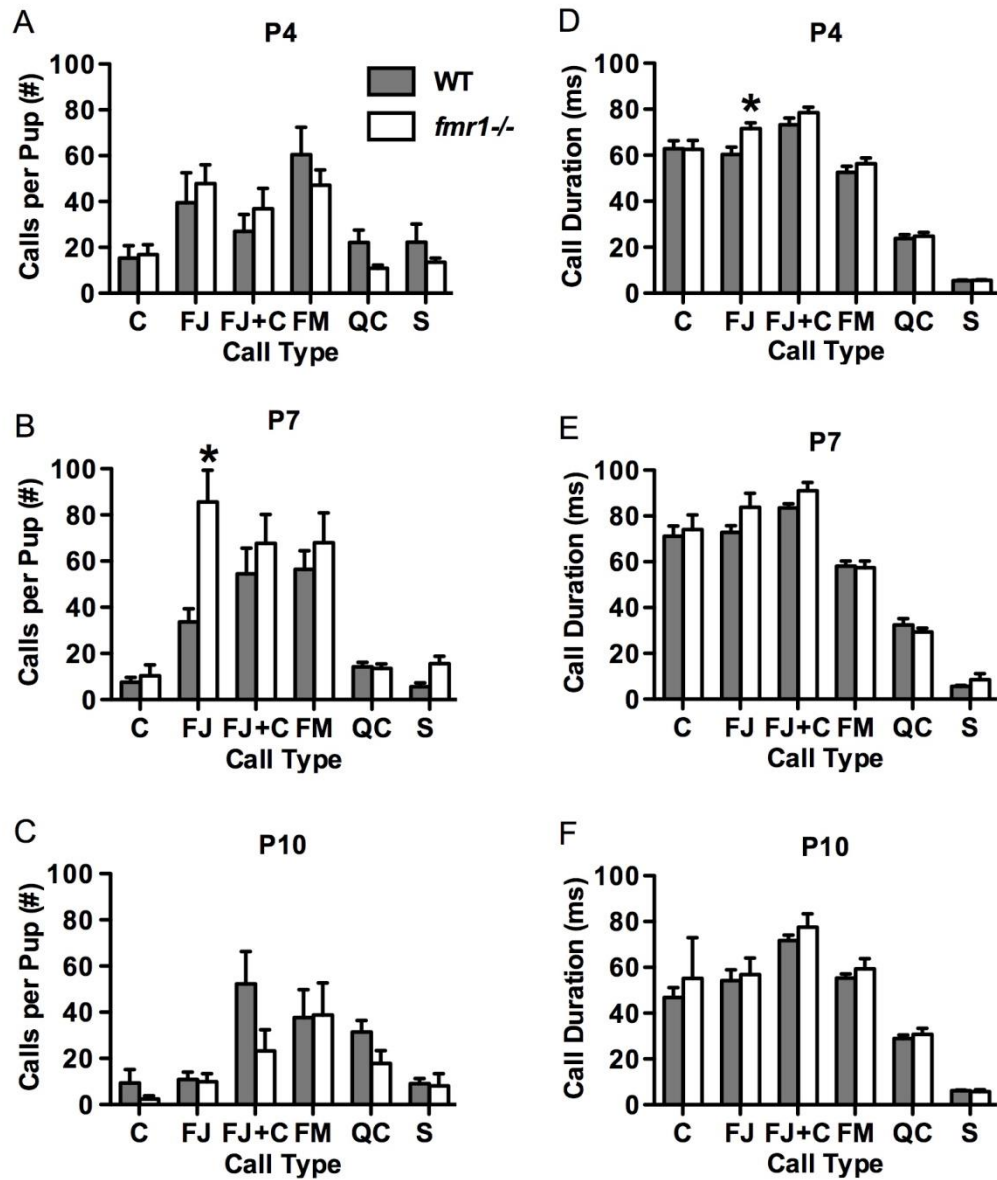 A
P4
Calls per Pup (#)
100
80
60
40
20
0
C FJ FJ+C FM QC S
Call Type
WT
fmr1-/-
D
P4
Call Duration (ms)
100
80
60
40
20
0
*
C FJ FJ+C FM QC S
Call Type
B
P7
Calls per Pup (#)
100
80
60
40
20
0
*
C FJ FJ+C FM QC S
Call Type
E
P7
Call Duration (ms)
100
80
60
40
20
0
C FJ FJ+C FM QC S
Call Type
C
P10
Calls per Pup (#)
100
80
60
40
20
0
C FJ FJ+C FM QC S
Call Type
F
P10
Call Duration (ms)
100
80
60
40
20
0
C FJ FJ+C FM QC S
Call Type